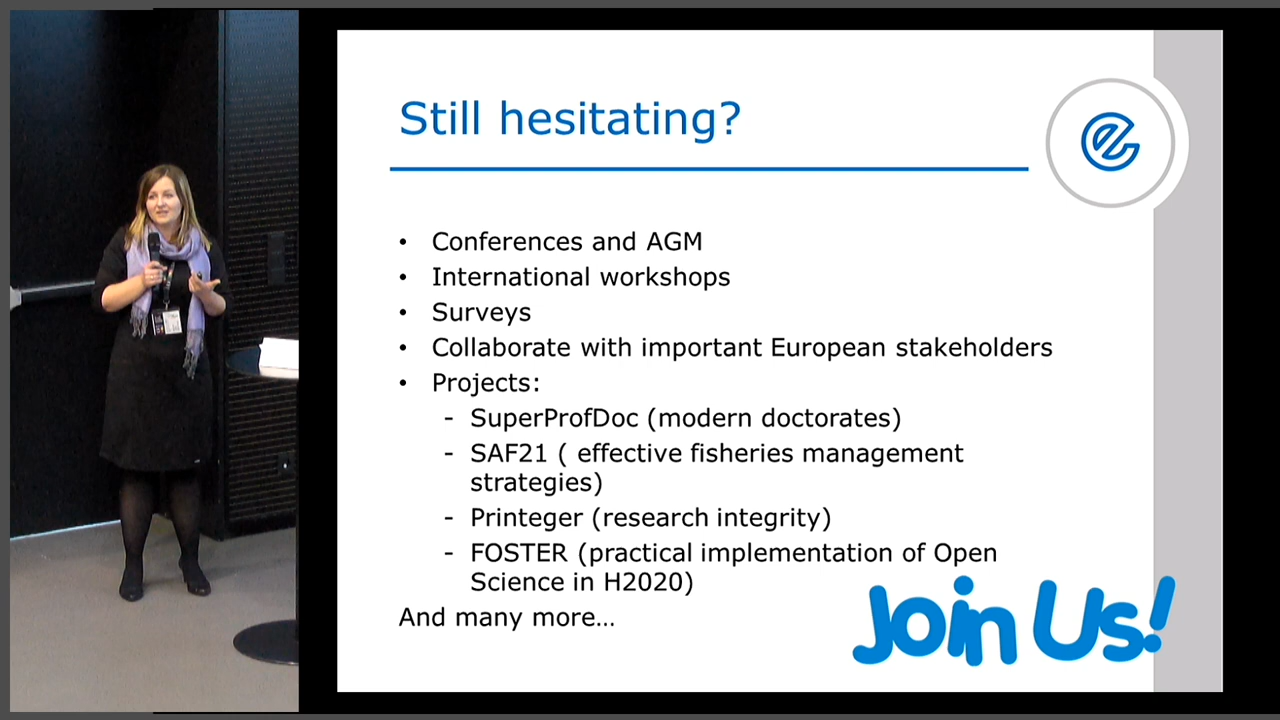 Still hesitating?
• Conferences and AGM
• International workshops
• Surveys
• Collaborate with important European stakeholders
• Projects:
- SuperProfDoc (modern doctorates)
- SAF21 ( effective fisheries management
strategies)
- Printeger (research integrity)
- FOSTER (practical implementation of Open
Science in H2020)
And many more…
Join Us!